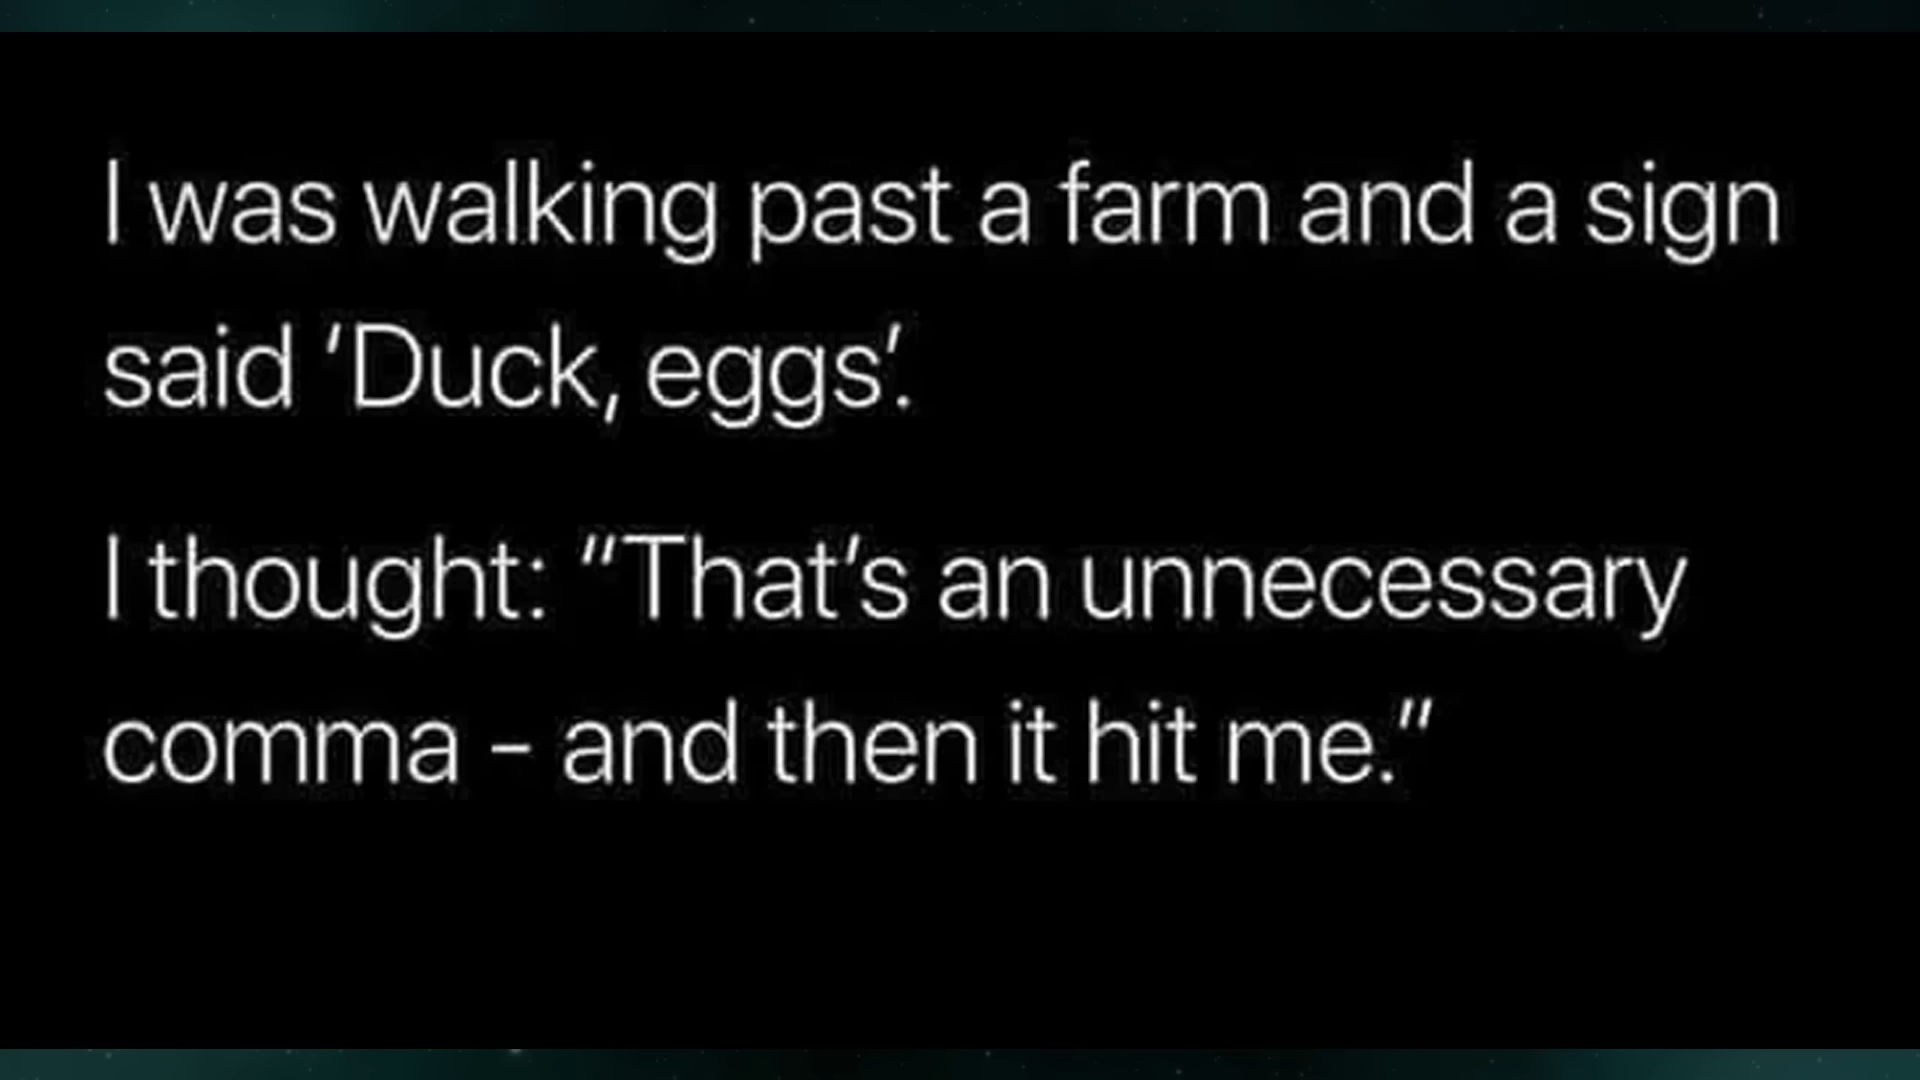 I was walking past a farm and a sign
said ‘Duck, eggs’.
I thought: “That’s an unnecessary
comma – and then it hit me.”